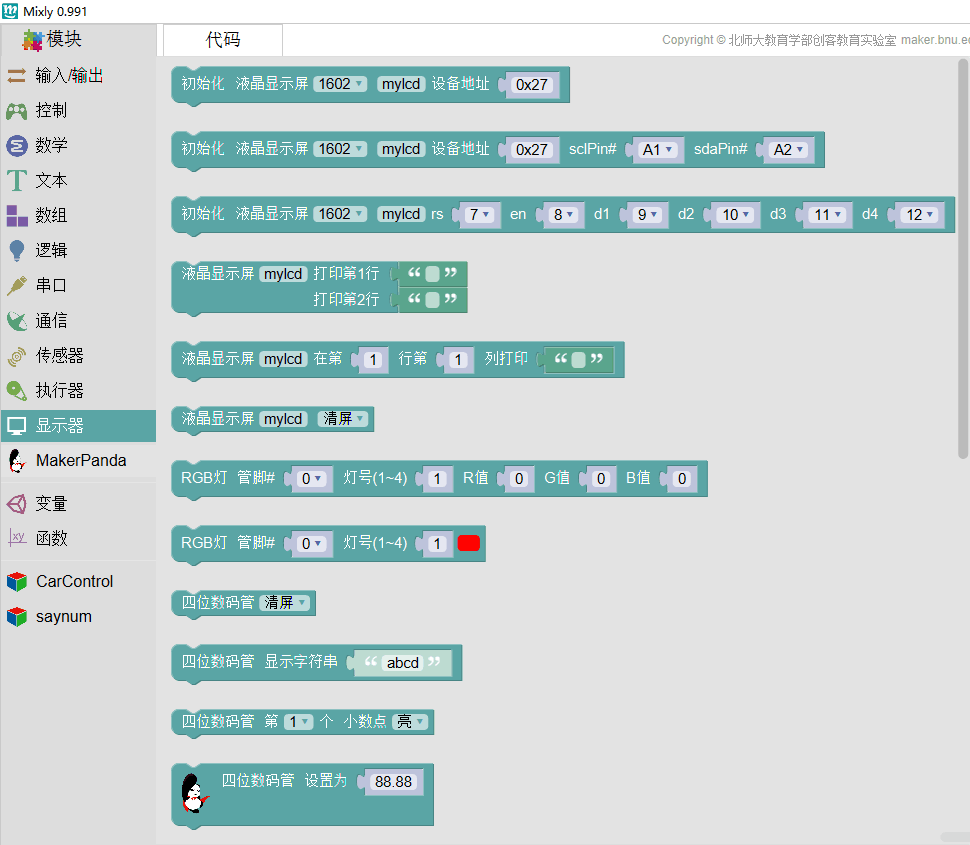 Mixly 0.991
模块
代码
Copyright © 北师大教育学部创客教育实验室 maker.bnu.e
输入/输出
控制
数学
文本
数组
逻辑
串口
通信
传感器
执行器
显示器
MakerPanda
变量
函数
CarControl
saynum
初始化 液晶显示屏 1602 mylcd 设备地址 0x27
初始化 液晶显示屏 1602 mylcd 设备地址 0x27 sclPin# A1 sdaPin# A2
初始化 液晶显示屏 1602 mylcd rs 7 en 8 d1 9 d2 10 d3 11 d4 12
液晶显示屏 mylcd 打印第1行 “ ”
打印第2行 “ ”
液晶显示屏 mylcd 在第 1 行第 1 列打印 “ ”
液晶显示屏 mylcd 清屏
RGB灯 管脚# 0 灯号(1~4) 1 R值 0 G值 0 B值 0
RGB灯 管脚# 0 灯号(1~4) 1
四位数码管 清屏
四位数码管 显示字符串 “ abcd ”
四位数码管 第 1 个 小数点 亮
四位数码管 设置为 88.88